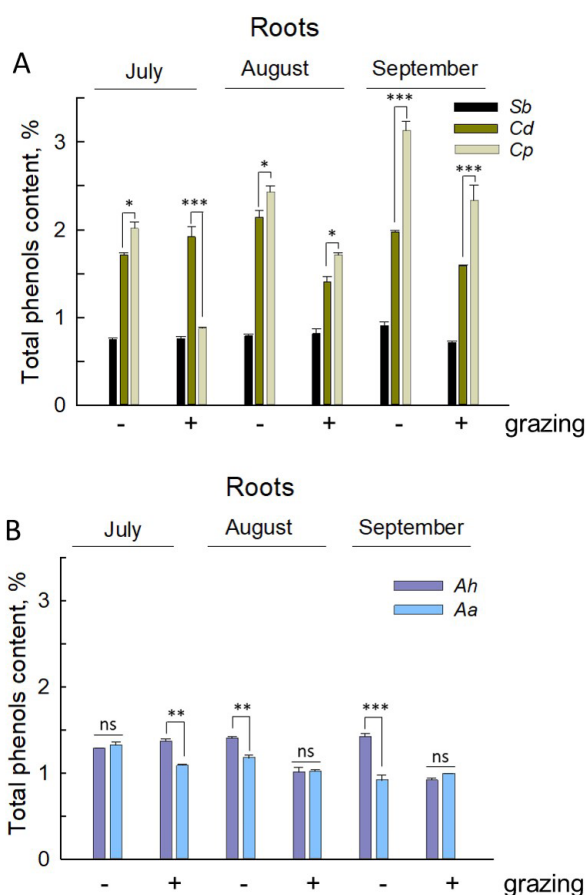 Roots
A
July August September
Total phenols content, %
3
2
1
0
Sb
Cd
Cp
* *** * * *** ***
- + - + - + grazing
Roots
B
July August September
Total phenols content, %
3
2
1
0
Ah
Aa
ns ** ** ns *** ns
- + - + - + grazing